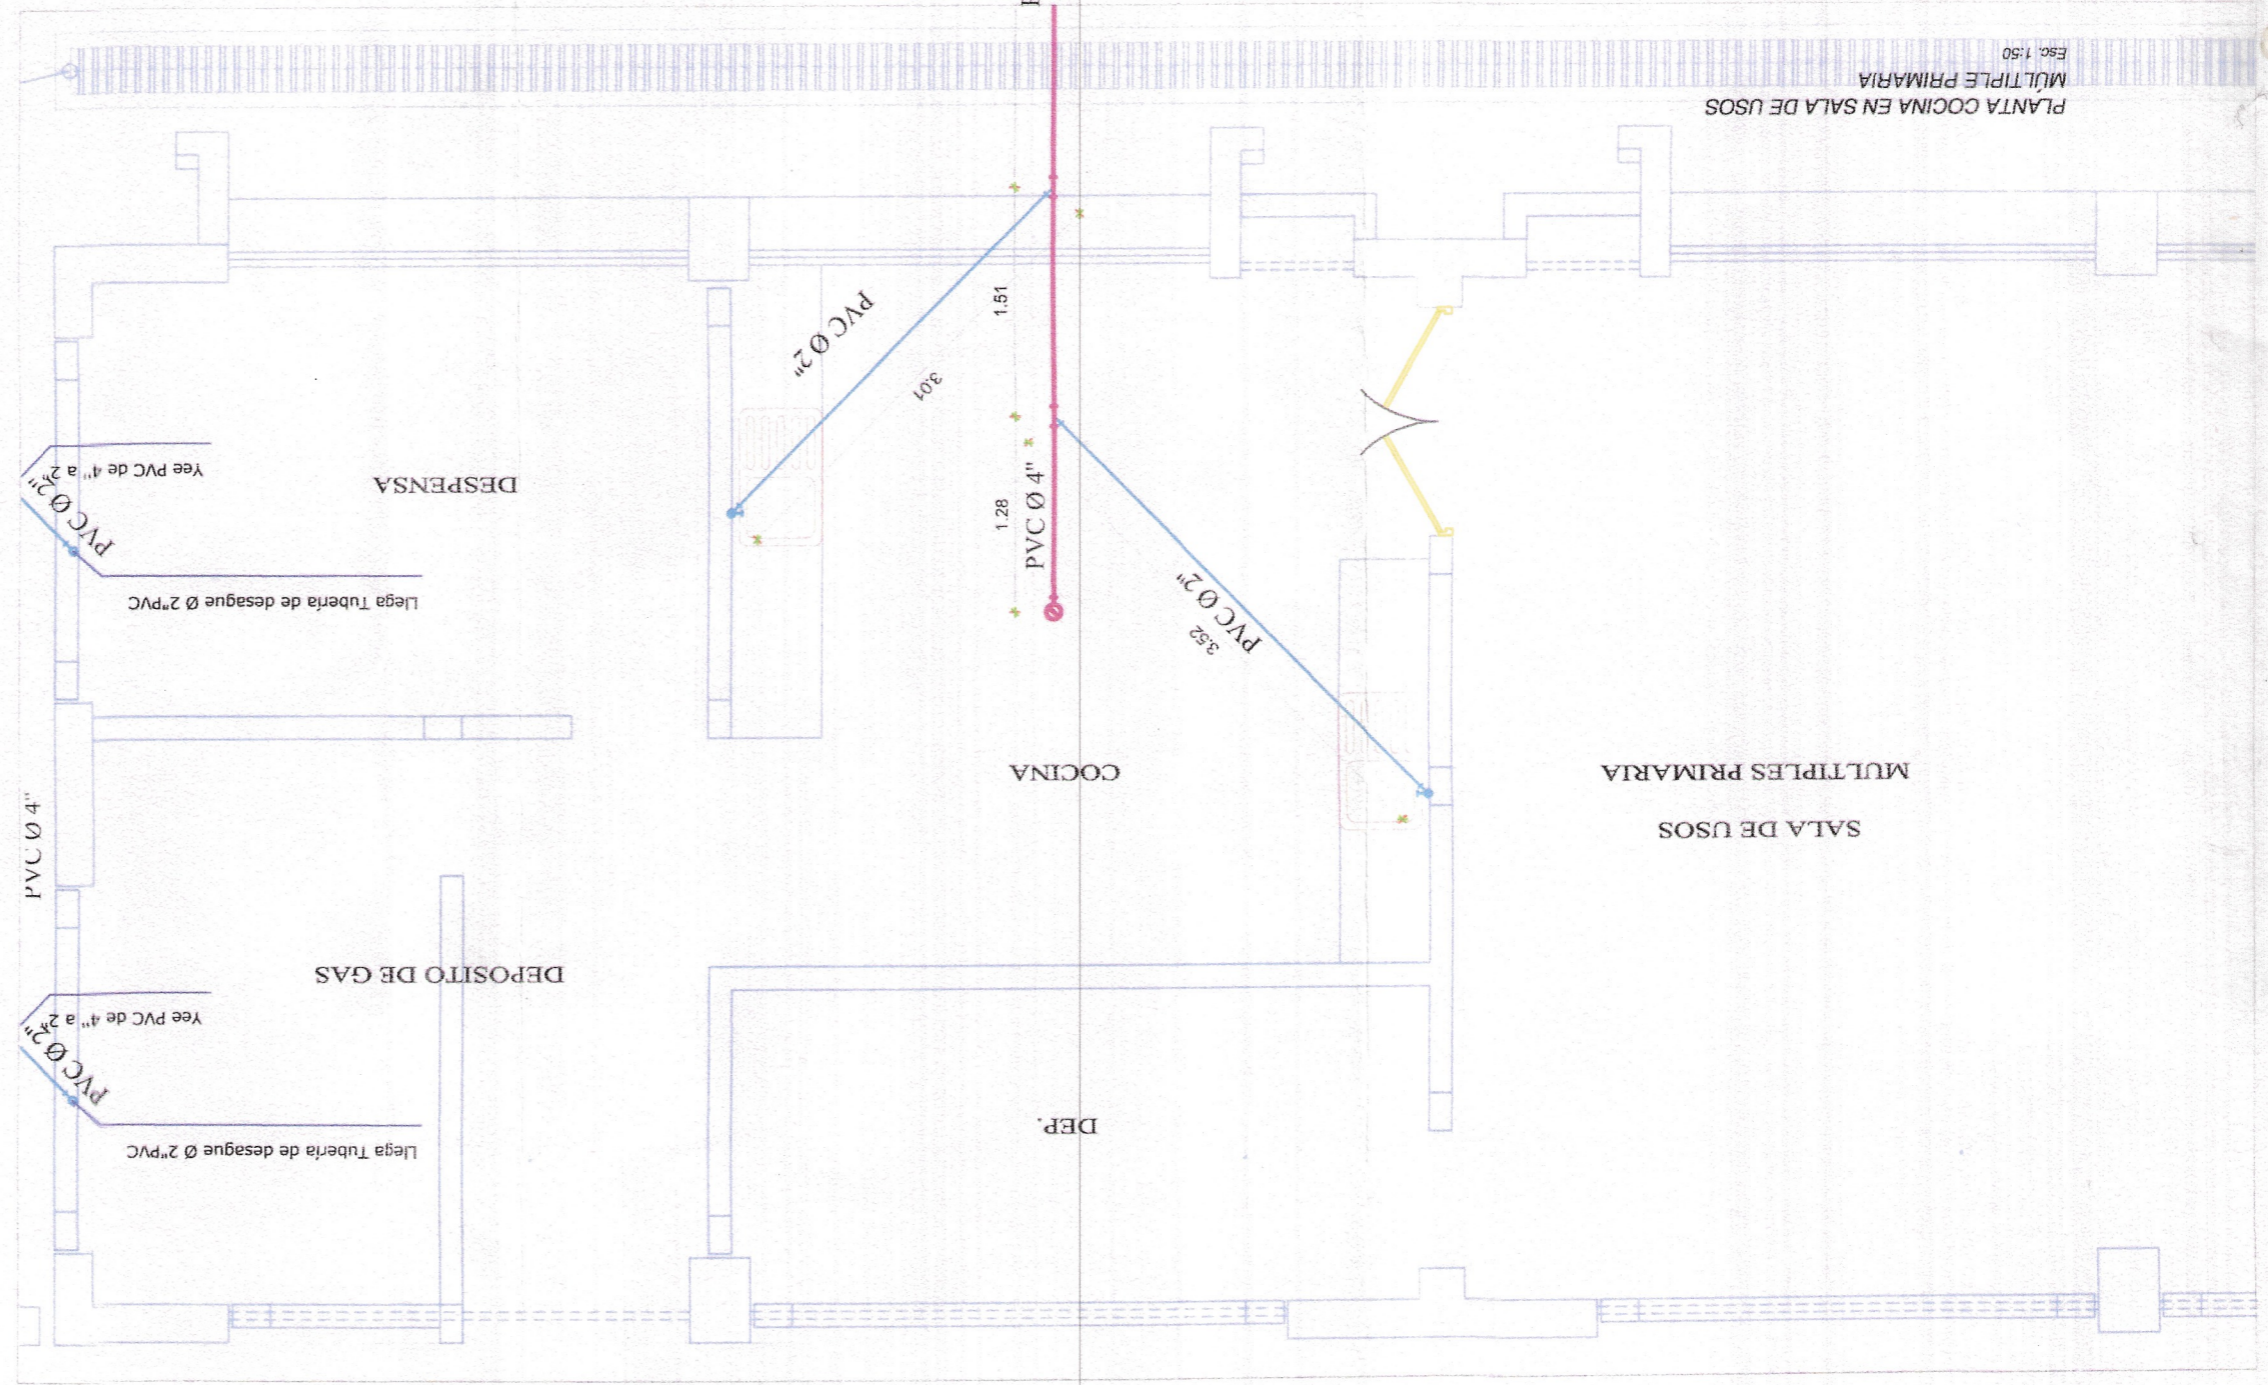 PLANTA COCINA EN SALA DE USOS
MÚLTIPLE PRIMARIA
Esc. 1:50
SALA DE USOS
MULTIPLES PRIMARIA
DEP.
COCINA
PVC Ø 2"
3.52
PVC Ø 4"
1.28
1.51
PVC Ø 2"
3.01
DEPOSITO DE GAS
DESPENSA
Llega Tubería de desague Ø 2"PVC
PVC Ø 2"
Yee PVC de 4" a 2"
Llega Tubería de desague Ø 2"PVC
PVC Ø 2"
Yee PVC de 4" a 2"
PVC Ø 4"